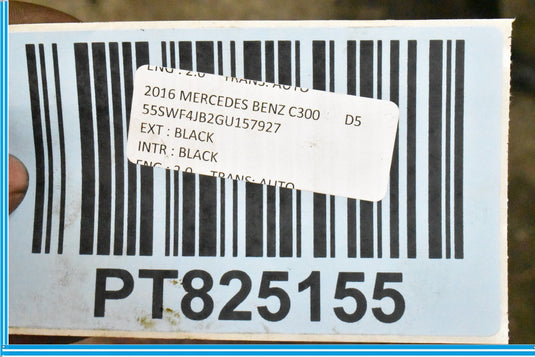 ENG : 2.0 TRANS: AUTO
2016 MERCEDES BENZ C300 D5
55SWF4JB2GU157927
EXT : BLACK
INTR : BLACK
ENG : 2.0 TRANS: AUTO
PT825155